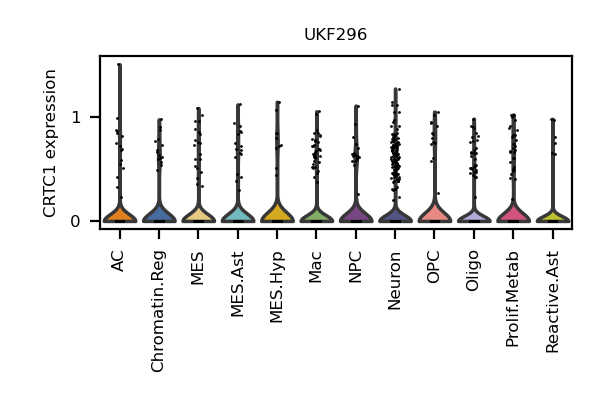 UKF296
CRTC1 expression
1
0
AC
Chromatin.Reg
MES
MES.Ast
MES.Hyp
Mac
NPC
Neuron
OPC
Oligo
Prolif.Metab
Reactive.Ast